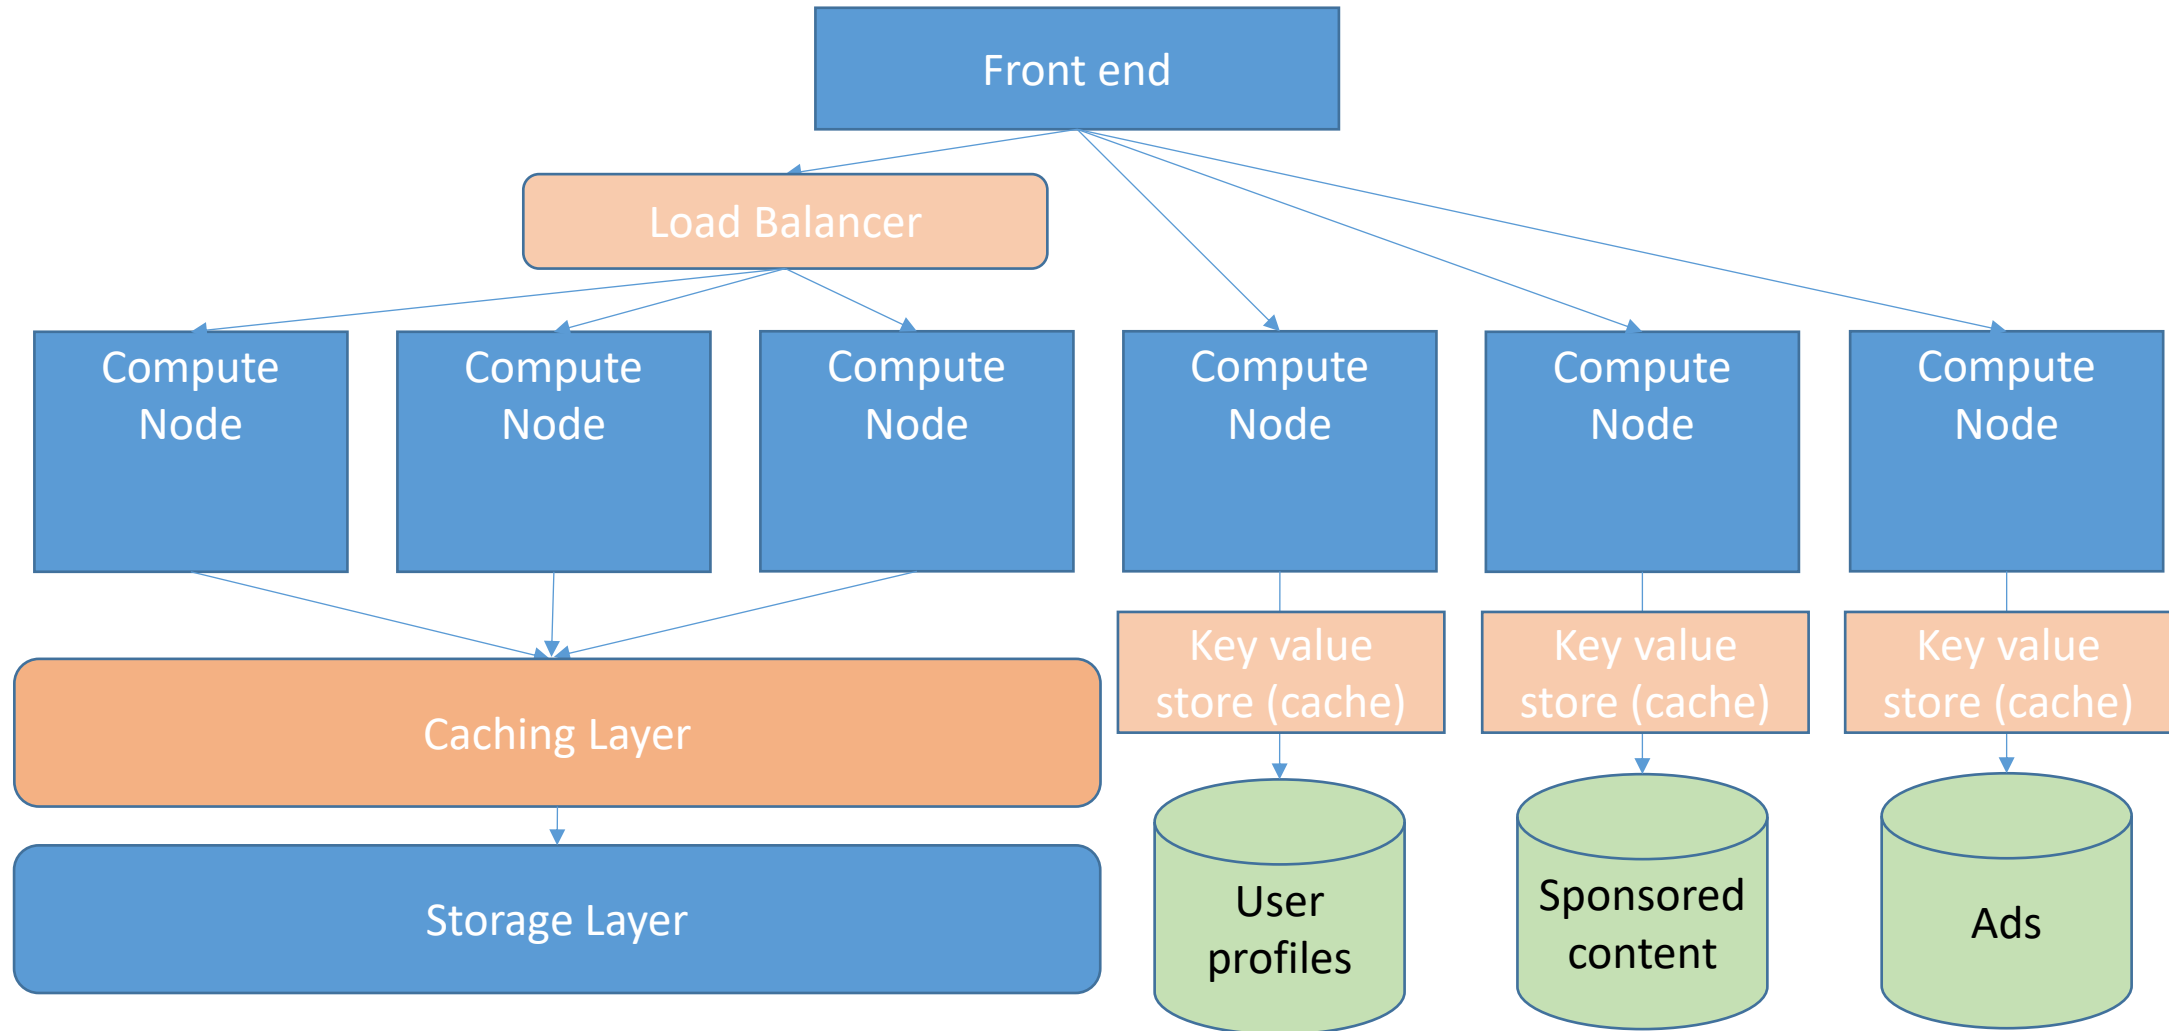 Front end
Load Balancer
Compute
Node
Compute
Node
Compute
Node
Compute
Node
Compute
Node
Compute
Node
Key value
store (cache)
Key value
store (cache)
Key value
store (cache)
Caching Layer
Storage Layer
User
profiles
Sponsored
content
Ads